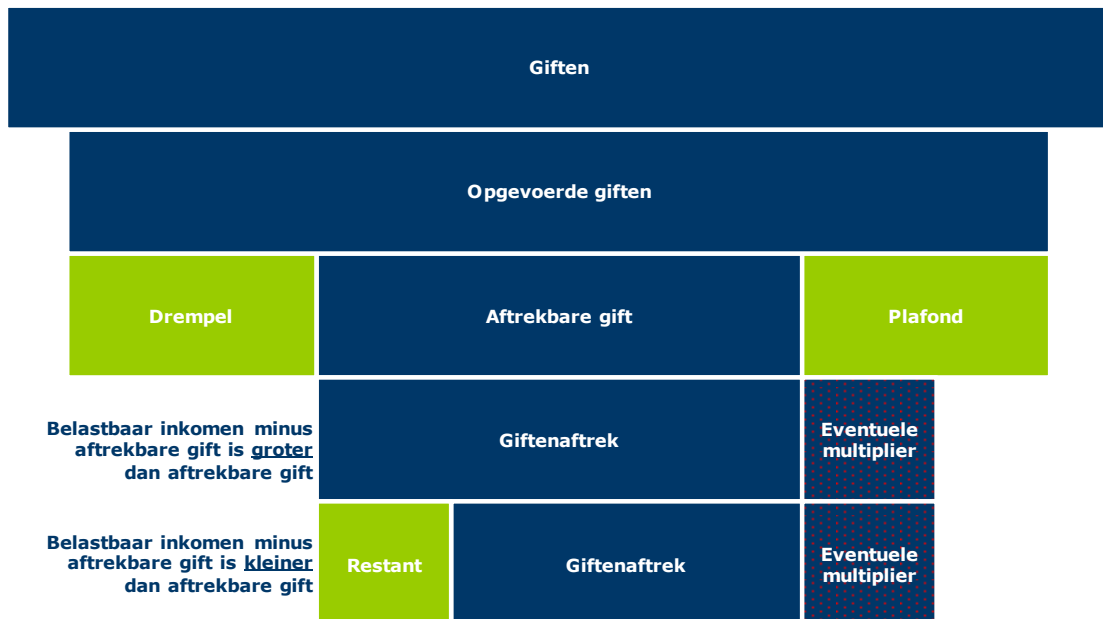 Giften
Opgevoerde giften
Drempel
Aftrekbare gift
Plafond
Belastbaar inkomen minus
aftrekbare gift is groter
dan aftrekbare gift
Giftenaftrek
Eventuele
multiplier
Belastbaar inkomen minus
aftrekbare gift is kleiner
dan aftrekbare gift
Restant
Giftenaftrek
Eventuele
multiplier